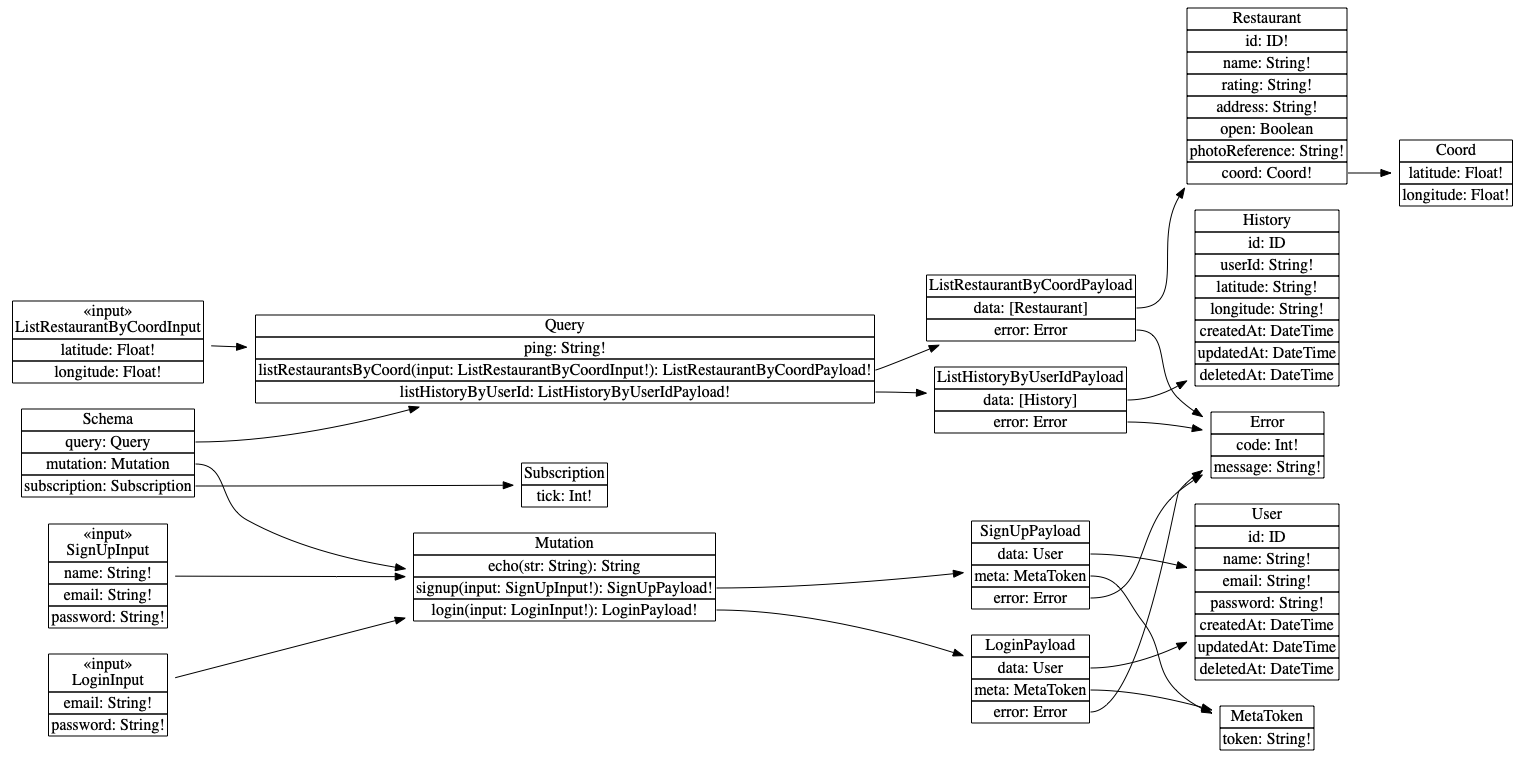 Restaurant
id: ID!
name: String!
rating: String!
address: String!
open: Boolean
photoReference: String!
coord: Coord!
Coord
latitude: Float!
longitude: Float!
History
id: ID
userId: String!
latitude: String!
longitude: String!
createdAt: DateTime
updatedAt: DateTime
deletedAt: DateTime
ListRestaurantByCoordPayload
data: [Restaurant]
error: Error
«input»
ListRestaurantByCoordInput
latitude: Float!
longitude: Float!
Query
ping: String!
listRestaurantsByCoord(input: ListRestaurantByCoordInput!): ListRestaurantByCoordPayload!
listHistoryByUserId: ListHistoryByUserIdPayload!
ListHistoryByUserIdPayload
data: [History]
error: Error
Schema
query: Query
mutation: Mutation
subscription: Subscription
Error
code: Int!
message: String!
Subscription
tick: Int!
User
id: ID
name: String!
email: String!
password: String!
createdAt: DateTime
updatedAt: DateTime
deletedAt: DateTime
«input»
SignUpInput
name: String!
email: String!
password: String!
Mutation
echo(str: String): String
signup(input: SignUpInput!): SignUpPayload!
login(input: LoginInput!): LoginPayload!
SignUpPayload
data: User
meta: MetaToken
error: Error
LoginPayload
data: User
meta: MetaToken
error: Error
«input»
LoginInput
email: String!
password: String!
MetaToken
token: String!